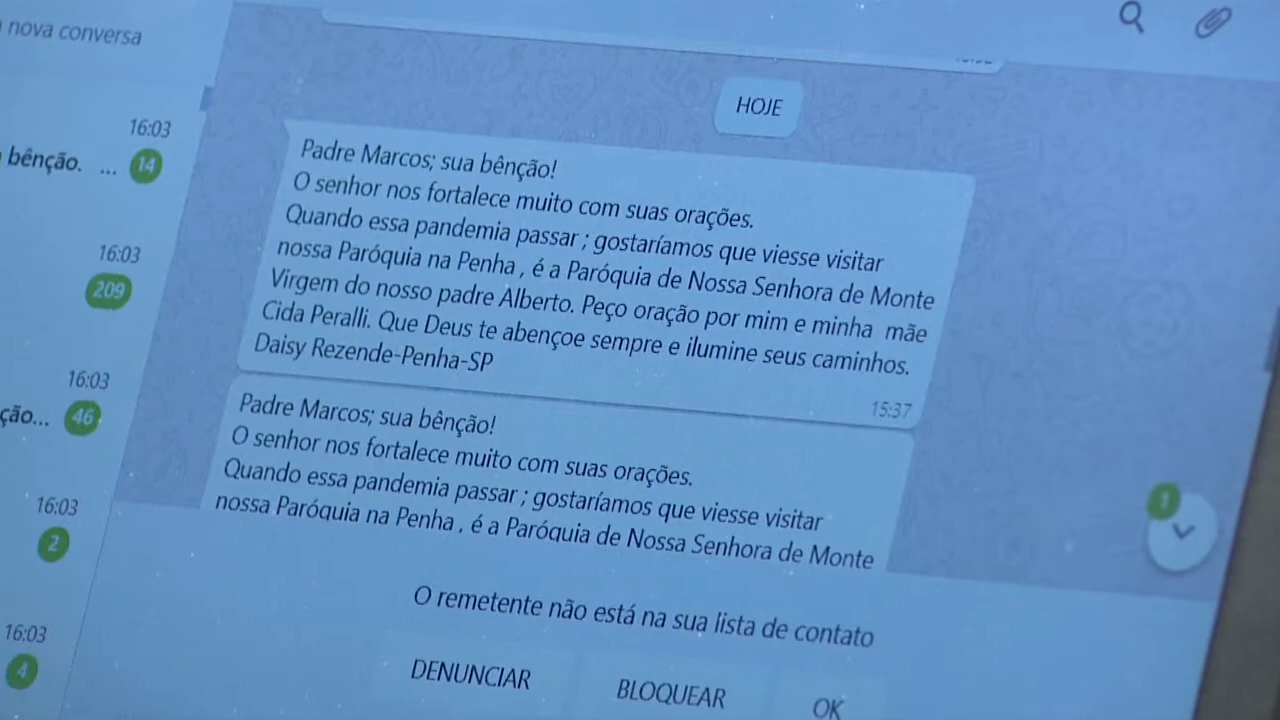 nova conversa
HOJE
16:03
bênção. ... 14
16:03
209
16:03
ção... 46
16:03
2
16:03
4
Padre Marcos; sua bênção!
O senhor nos fortalece muito com suas orações.
Quando essa pandemia passar ; gostaríamos que viesse visitar
nossa Paróquia na Penha , é a Paróquia de Nossa Senhora de Monte
Virgem do nosso padre Alberto. Peço oração por mim e minha mãe
Cida Peralli. Que Deus te abençoe sempre e ilumine seus caminhos.
Daisy Rezende-Penha-SP
15:37
Padre Marcos; sua bênção!
O senhor nos fortalece muito com suas orações.
Quando essa pandemia passar ; gostaríamos que viesse visitar
nossa Paróquia na Penha , é a Paróquia de Nossa Senhora de Monte
1
O remetente não está na sua lista de contato
DENUNCIAR BLOQUEAR OK